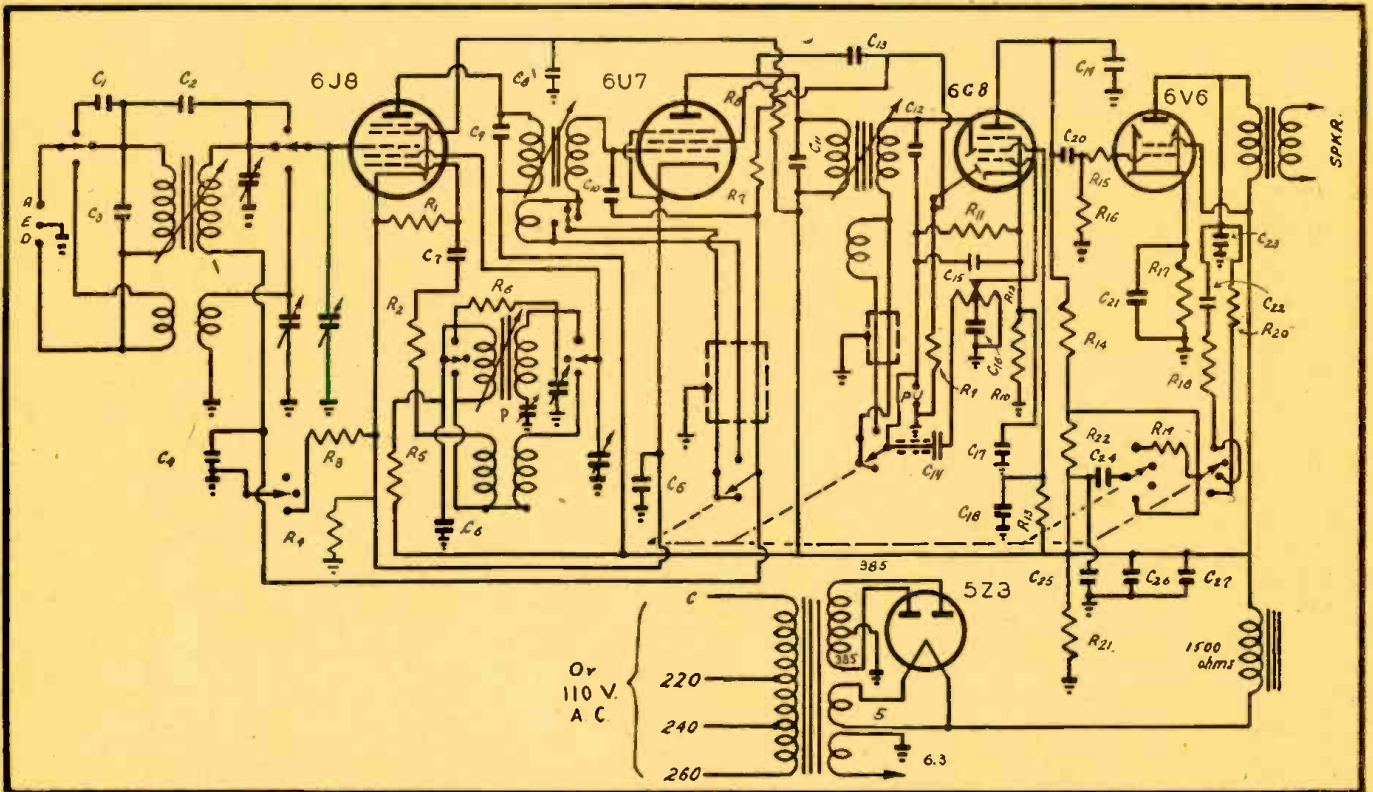 C1
C2
6J8
C8
6U7
C13
6G8
C19
6V6
A
E
D
C3
R1
C7
C9
C10
R8
R7
C11
C12
C20
R15
R16
SPKR.
R2
R6
R11
C15
R12
C16
R9
R10
PU
C14
R14
C21
R17
C23
C22
R20
R18
C4
R3
R4
R5
P
C6
C5
C17
C18
R13
R22
C24
R19
C25
C26
C27
R21
1500
ohms
385
5Z3
385
5
6.3
C
220
240
260
Or
110 V.
A C